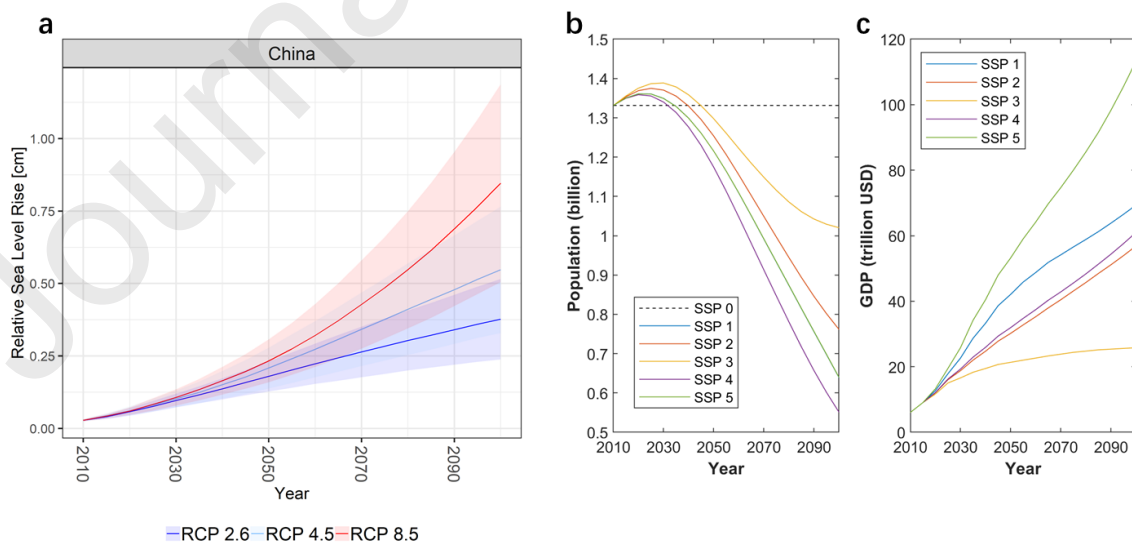 Journa
a
China
Relative Sea Level Rise [cm]
1.00
0.75
0.50
0.25
0.00
2010
2030
2050
2070
2090
Year
RCP 2.6 RCP 4.5 RCP 8.5
b
Population (billion)
1.5
1.4
1.3
1.2
1.1
1
0.9
0.8
0.7
0.6
0.5
SSP 0
SSP 1
SSP 2
SSP 3
SSP 4
SSP 5
2010 2030 2050 2070 2090
Year
c
GDP (trillion USD)
120
100
80
60
40
20
0
SSP 1
SSP 2
SSP 3
SSP 4
SSP 5
2010 2030 2050 2070 2090
Year